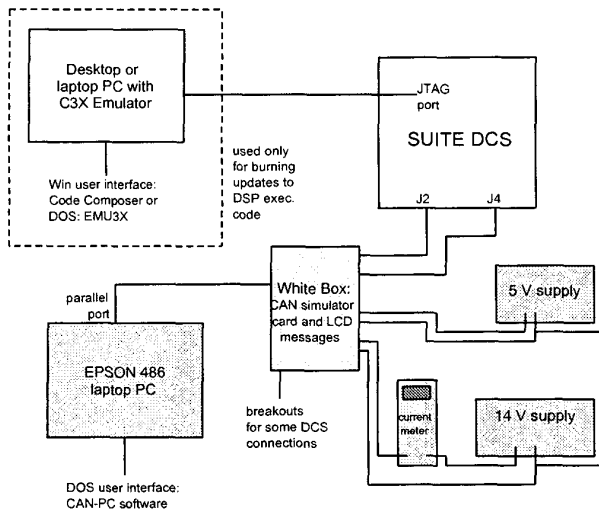 Desktop or
laptop PC with
C3X Emulator
JTAG
port
SUITE DCS
J2
J4
used only
for burning
updates to
DSP exec.
code
Win user interface:
Code Composer or
DOS: EMU3X
White Box:
CAN simulator
card and LCD
messages
5 V supply
parallel
port
EPSON 486
laptop PC
breakouts
for some DCS
connections
current
meter
14 V supply
DOS user interface:
CAN-PC software